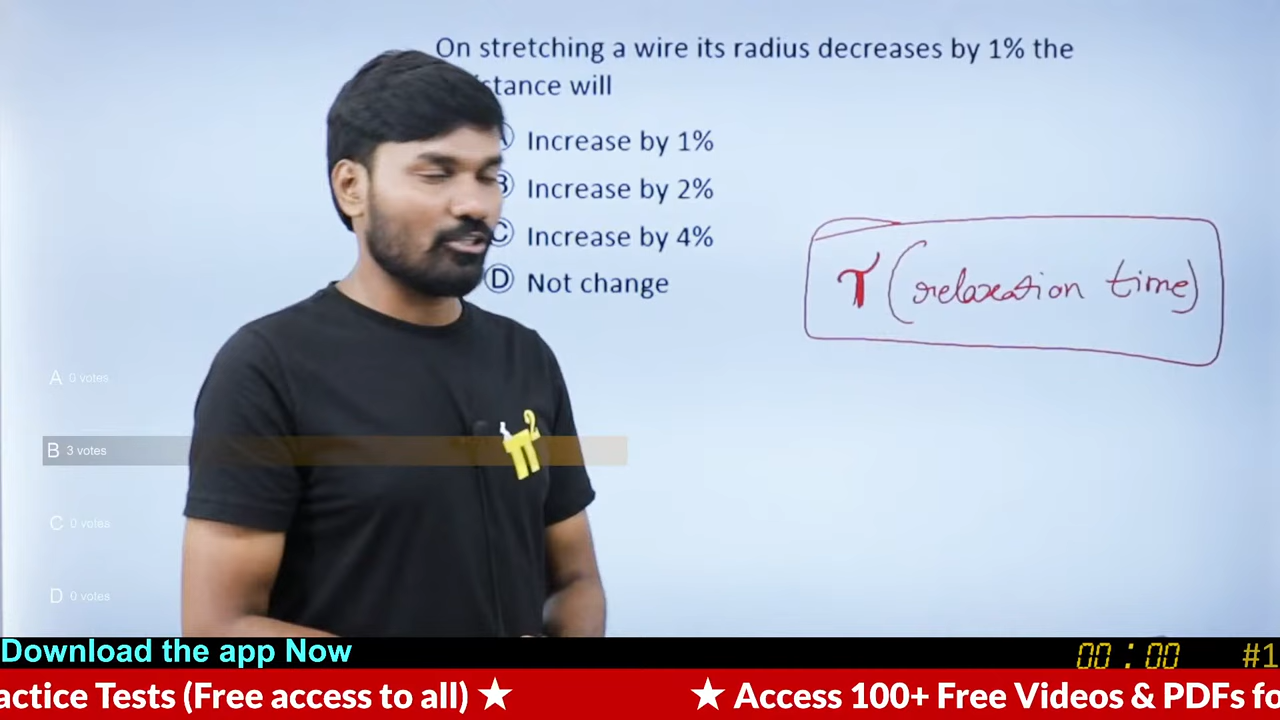 On stretching a wire its radius decreases by 1% the
stance will
Increase by 1%
B Increase by 2%
C Increase by 4%
D Not change
τ (relaxation time)
A 0 votes
B 3 votes
C 0 votes
D 0 votes
π2
Download the app Now
00:00 #1
actice Tests (Free access to all) ★ ★ Access 100+ Free Videos & PDFs fo